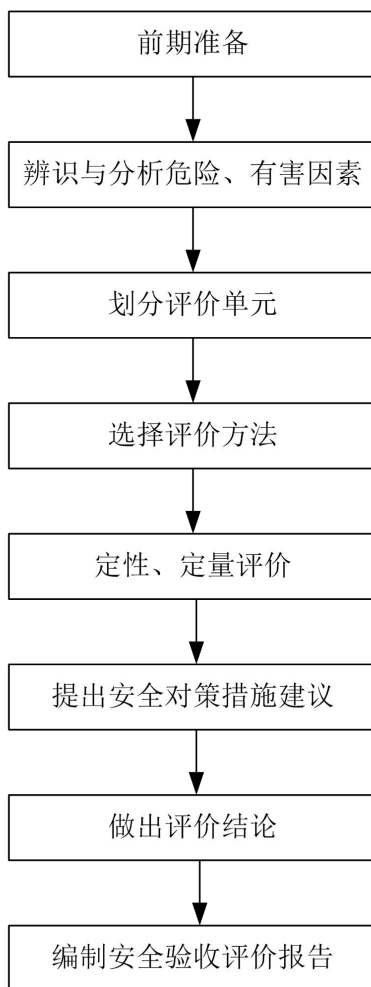 前期准备
辨识与分析危险、有害因素
划分评价单元
选择评价方法
定性、定量评价
提出安全对策措施建议
做出评价结论
编制安全验收评价报告